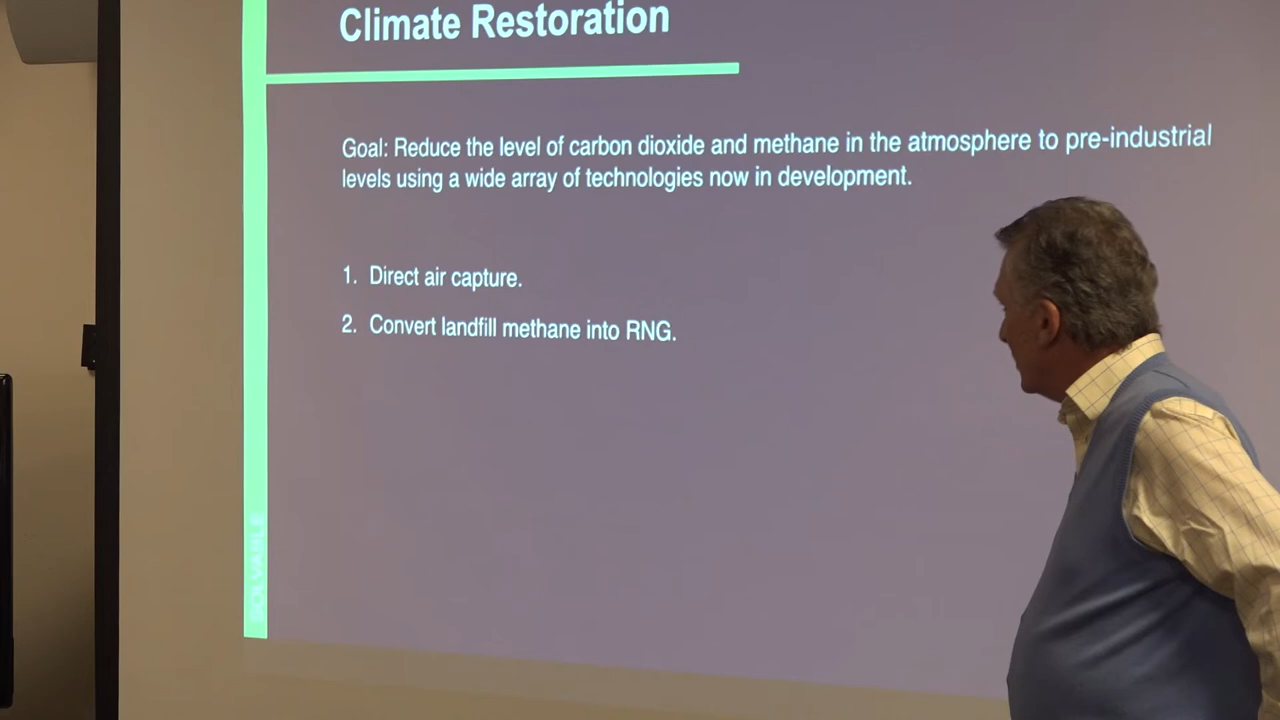 Climate Restoration
Goal: Reduce the level of carbon dioxide and methane in the atmosphere to pre-industrial
levels using a wide array of technologies now in development.
1. Direct air capture.
2. Convert landfill methane into RNG.
SOLVABLE